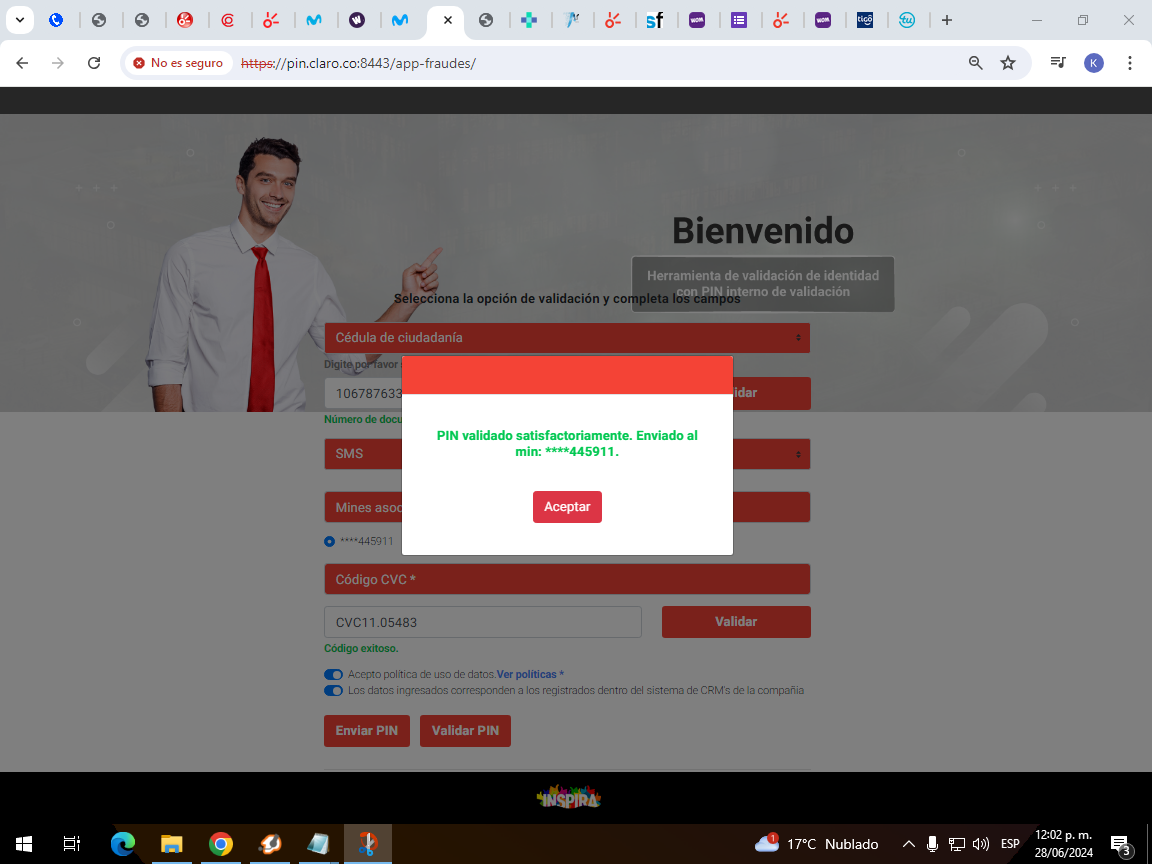 No es seguro
https://pin.claro.co:8443/app-fraudes/
K
Bienvenido
Herramienta de validación de identidad
con PIN interno de validación
Selecciona la opción de validación y completa los campos
Cédula de ciudadanía
Digite por favor
106787633
idar
Número de docu
SMS
PIN validado satisfactoriamente. Enviado al
min: ****445911.
Aceptar
Mines asoc
****445911
Código CVC *
CVC11.05483
Validar
Código exitoso.
Acepto política de uso de datos.Ver políticas *
Los datos ingresados corresponden a los registrados dentro del sistema de CRM's de la compañia
Enviar PIN
Validar PIN
INSPIRA
1
17°C Nublado
ESP
12:02 p. m.
28/06/2024
3